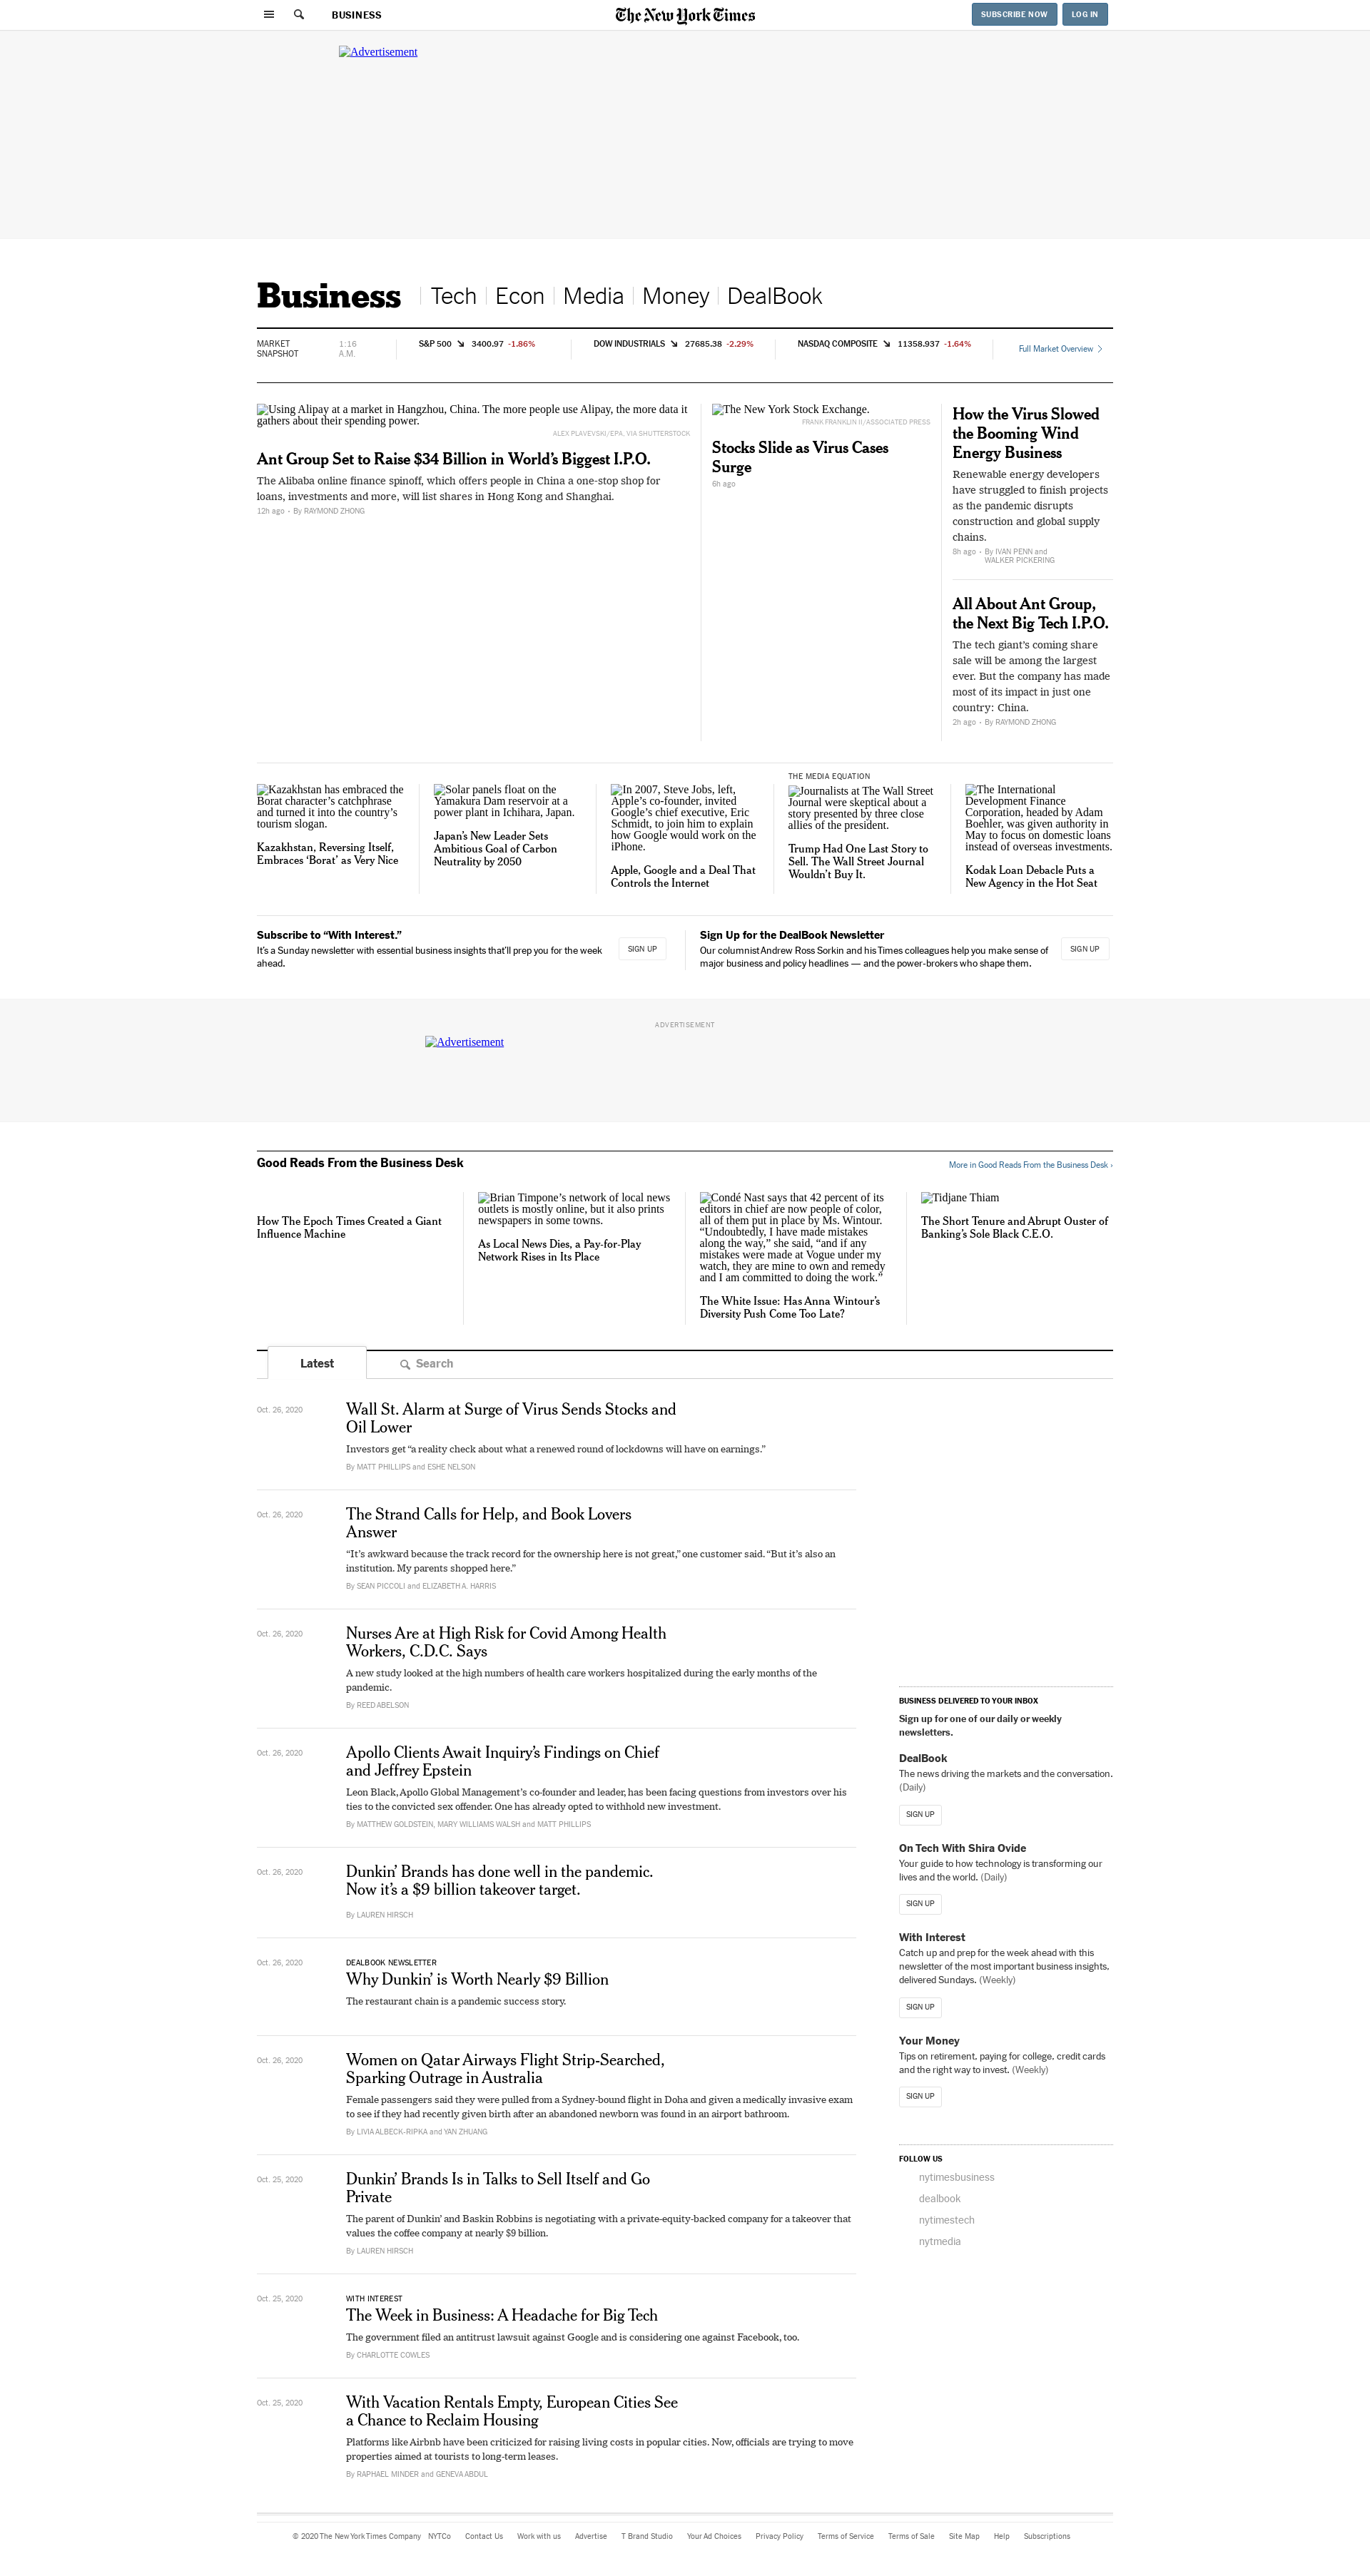 BUSINESS
The New York Times
SUBSCRIBE NOW
LOG IN
Advertisement
Business
Tech
Econ
Media
Money
DealBook
MARKET
SNAPSHOT
1:16
A.M.
S&P 500 3400.97 -1.86%
DOW INDUSTRIALS 27685.38 -2.29%
NASDAQ COMPOSITE 11358.937 -1.64%
Full Market Overview
Using Alipay at a market in Hangzhou, China. The more people use Alipay, the more data it
gathers about their spending power.
ALEX PLAVEVSKI/EPA, VIA SHUTTERSTOCK
Ant Group Set to Raise $34 Billion in World’s Biggest I.P.O.
The Alibaba online finance spinoff, which offers people in China a one-stop shop for
loans, investments and more, will list shares in Hong Kong and Shanghai.
12h ago • By RAYMOND ZHONG
The New York Stock Exchange.
FRANK FRANKLIN II/ASSOCIATED PRESS
Stocks Slide as Virus Cases
Surge
6h ago
How the Virus Slowed
the Booming Wind
Energy Business
Renewable energy developers
have struggled to finish projects
as the pandemic disrupts
construction and global supply
chains.
8h ago • By IVAN PENN and
WALKER PICKERING
All About Ant Group,
the Next Big Tech I.P.O.
The tech giant’s coming share
sale will be among the largest
ever. But the company has made
most of its impact in just one
country: China.
2h ago • By RAYMOND ZHONG
Kazakhstan has embraced the
Borat character’s catchphrase
and turned it into the country’s
tourism slogan.
Kazakhstan, Reversing Itself,
Embraces ‘Borat’ as Very Nice
Solar panels float on the
Yamakura Dam reservoir at a
power plant in Ichihara, Japan.
Japan’s New Leader Sets
Ambitious Goal of Carbon
Neutrality by 2050
In 2007, Steve Jobs, left,
Apple’s co-founder, invited
Google’s chief executive, Eric
Schmidt, to join him to explain
how Google would work on the
iPhone.
Apple, Google and a Deal That
Controls the Internet
THE MEDIA EQUATION
Journalists at The Wall Street
Journal were skeptical about a
story presented by three close
allies of the president.
Trump Had One Last Story to
Sell. The Wall Street Journal
Wouldn’t Buy It.
The International
Development Finance
Corporation, headed by Adam
Boehler, was given authority in
May to focus on domestic loans
instead of overseas investments.
Kodak Loan Debacle Puts a
New Agency in the Hot Seat
Subscribe to “With Interest.”
It’s a Sunday newsletter with essential business insights that’ll prep you for the week
ahead.
SIGN UP
Sign Up for the DealBook Newsletter
Our columnist Andrew Ross Sorkin and his Times colleagues help you make sense of
major business and policy headlines — and the power-brokers who shape them.
SIGN UP
ADVERTISEMENT
Advertisement
Good Reads From the Business Desk
More in Good Reads From the Business Desk ›
How The Epoch Times Created a Giant
Influence Machine
Brian Timpone’s network of local news
outlets is mostly online, but it also prints
newspapers in some towns.
As Local News Dies, a Pay-for-Play
Network Rises in Its Place
Condé Nast says that 42 percent of its
editors in chief are now people of color,
all of them put in place by Ms. Wintour.
“Undoubtedly, I have made mistakes
along the way,” she said, “and if any
mistakes were made at Vogue under my
watch, they are mine to own and remedy
and I am committed to doing the work.”
The White Issue: Has Anna Wintour’s
Diversity Push Come Too Late?
Tidjane Thiam
The Short Tenure and Abrupt Ouster of
Banking’s Sole Black C.E.O.
Latest
Search
Oct. 26, 2020
Wall St. Alarm at Surge of Virus Sends Stocks and
Oil Lower
Investors get “a reality check about what a renewed round of lockdowns will have on earnings.”
By MATT PHILLIPS and ESHE NELSON
Oct. 26, 2020
The Strand Calls for Help, and Book Lovers
Answer
“It’s awkward because the track record for the ownership here is not great,” one customer said. “But it’s also an
institution. My parents shopped here.”
By SEAN PICCOLI and ELIZABETH A. HARRIS
Oct. 26, 2020
Nurses Are at High Risk for Covid Among Health
Workers, C.D.C. Says
A new study looked at the high numbers of health care workers hospitalized during the early months of the
pandemic.
By REED ABELSON
Oct. 26, 2020
Apollo Clients Await Inquiry’s Findings on Chief
and Jeffrey Epstein
Leon Black, Apollo Global Management’s co-founder and leader, has been facing questions from investors over his
ties to the convicted sex offender. One has already opted to withhold new investment.
By MATTHEW GOLDSTEIN, MARY WILLIAMS WALSH and MATT PHILLIPS
Oct. 26, 2020
Dunkin’ Brands has done well in the pandemic.
Now it’s a $9 billion takeover target.
By LAUREN HIRSCH
Oct. 26, 2020
DEALBOOK NEWSLETTER
Why Dunkin’ is Worth Nearly $9 Billion
The restaurant chain is a pandemic success story.
Oct. 26, 2020
Women on Qatar Airways Flight Strip-Searched,
Sparking Outrage in Australia
Female passengers said they were pulled from a Sydney-bound flight in Doha and given a medically invasive exam
to see if they had recently given birth after an abandoned newborn was found in an airport bathroom.
By LIVIA ALBECK-RIPKA and YAN ZHUANG
Oct. 25, 2020
Dunkin’ Brands Is in Talks to Sell Itself and Go
Private
The parent of Dunkin’ and Baskin Robbins is negotiating with a private-equity-backed company for a takeover that
values the coffee company at nearly $9 billion.
By LAUREN HIRSCH
Oct. 25, 2020
WITH INTEREST
The Week in Business: A Headache for Big Tech
The government filed an antitrust lawsuit against Google and is considering one against Facebook, too.
By CHARLOTTE COWLES
Oct. 25, 2020
With Vacation Rentals Empty, European Cities See
a Chance to Reclaim Housing
Platforms like Airbnb have been criticized for raising living costs in popular cities. Now, officials are trying to move
properties aimed at tourists to long-term leases.
By RAPHAEL MINDER and GENEVA ABDUL
BUSINESS DELIVERED TO YOUR INBOX
Sign up for one of our daily or weekly
newsletters.
DealBook
The news driving the markets and the conversation.
(Daily)
SIGN UP
On Tech With Shira Ovide
Your guide to how technology is transforming our
lives and the world. (Daily)
SIGN UP
With Interest
Catch up and prep for the week ahead with this
newsletter of the most important business insights,
delivered Sundays. (Weekly)
SIGN UP
Your Money
Tips on retirement, paying for college, credit cards
and the right way to invest. (Weekly)
SIGN UP
FOLLOW US
nytimesbusiness
dealbook
nytimestech
nytmedia
© 2020 The New York Times Company NYTCo Contact Us Work with us Advertise T Brand Studio Your Ad Choices Privacy Policy Terms of Service Terms of Sale Site Map Help Subscriptions